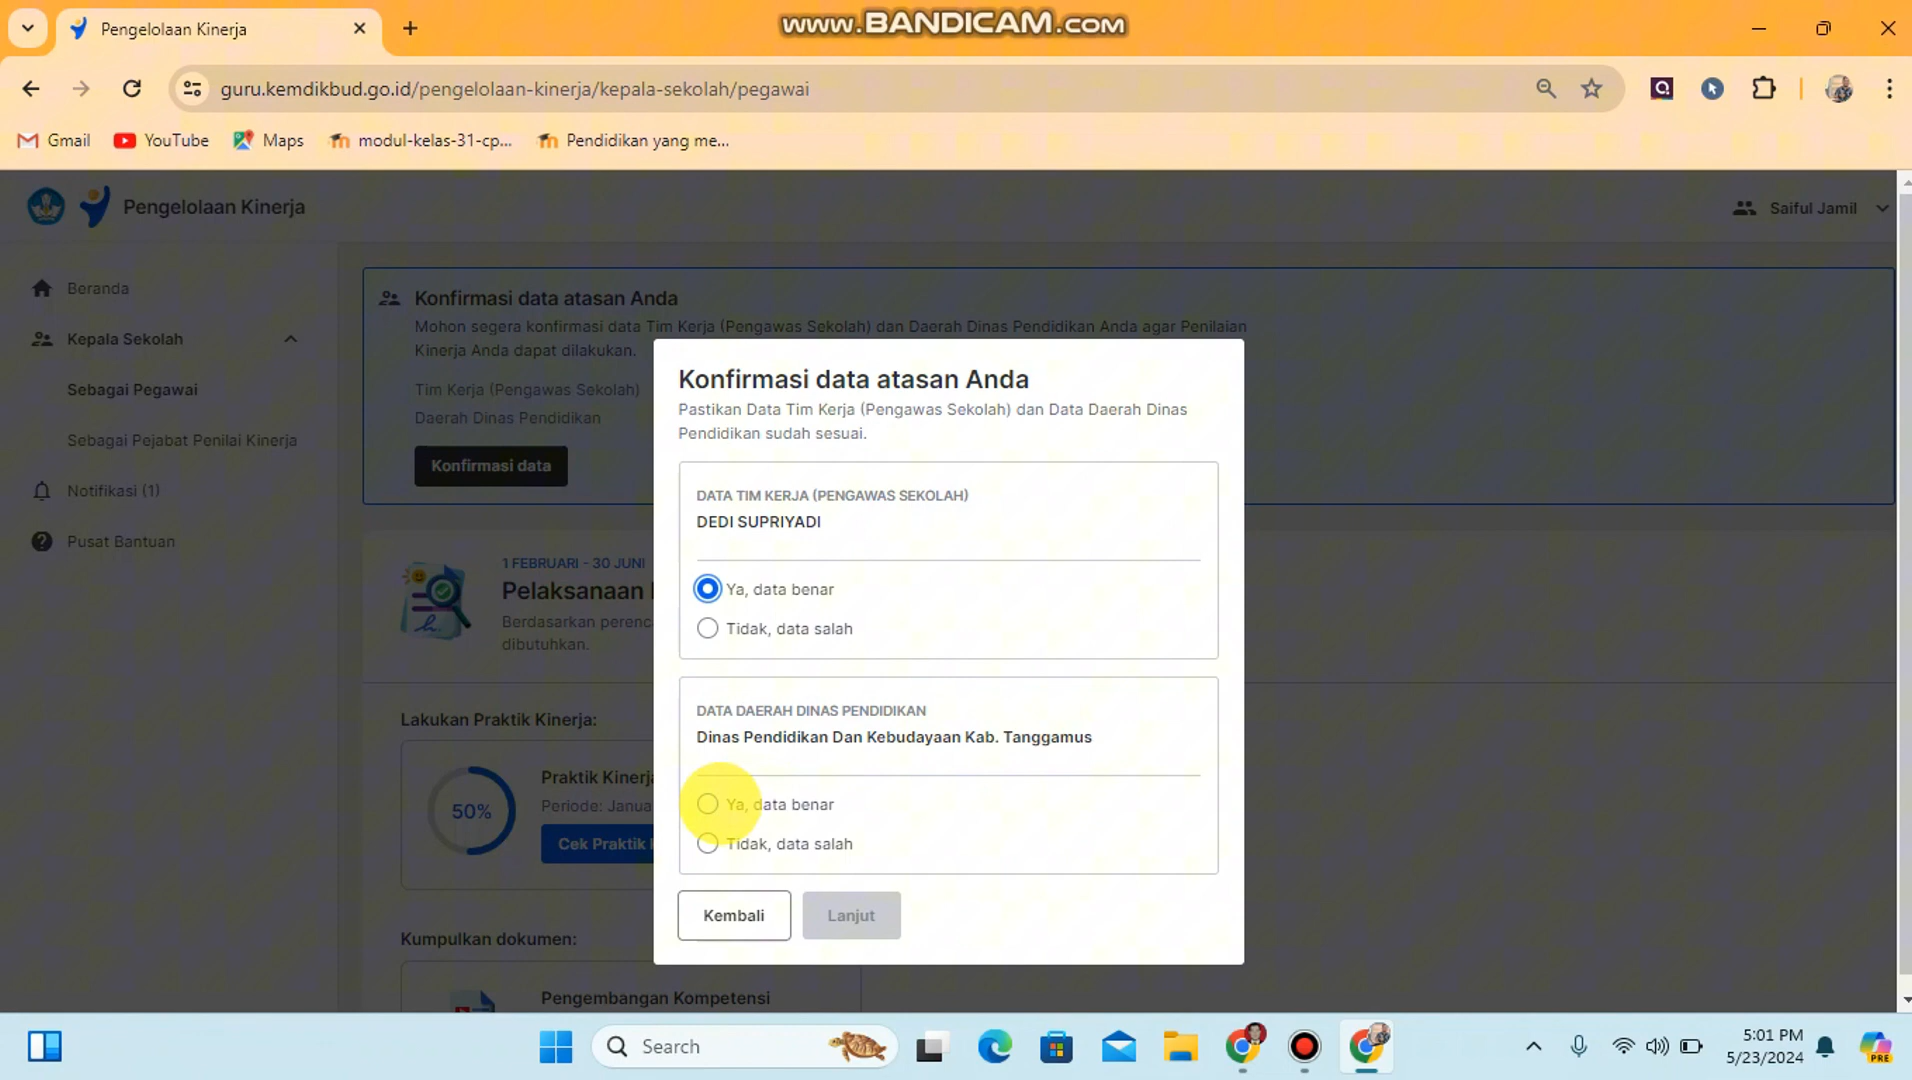 Pengelolaan Kinerja
www.BANDICAM.com
guru.kemdikbud.go.id/pengelolaan-kinerja/kepala-sekolah/pegawai
Gmail
YouTube
Maps
modul-kelas-31-cp...
Pendidikan yang me...
Pengelolaan Kinerja
Saiful Jamil
Beranda
Kepala Sekolah
Sebagai Pegawai
Sebagai Pejabat Penilai Kinerja
Notifikasi (1)
Pusat Bantuan
Konfirmasi data atasan Anda
Mohon segera konfirmasi data Tim Kerja (Pengawas Sekolah) dan Daerah Dinas Pendidikan Anda agar Penilaian
Kinerja Anda dapat dilakukan.
Tim Kerja (Pengawas Sekolah)
Daerah Dinas Pendidikan
Konfirmasi data
1 FEBRUARI - 30 JUNI
Pelaksanaan
Berdasarkan perenc
dibutuhkan.
Lakukan Praktik Kinerja:
50%
Praktik Kinerja
Periode: Janua
Cek Praktik
Kumpulkan dokumen:
Pengembangan Kompetensi
Konfirmasi data atasan Anda
Pastikan Data Tim Kerja (Pengawas Sekolah) dan Data Daerah Dinas
Pendidikan sudah sesuai.
DATA TIM KERJA (PENGAWAS SEKOLAH)
DEDI SUPRIYADI
Ya, data benar
Tidak, data salah
DATA DAERAH DINAS PENDIDIKAN
Dinas Pendidikan Dan Kebudayaan Kab. Tanggamus
Ya, data benar
Tidak, data salah
Kembali
Lanjut
Search
5:01 PM
5/23/2024
PRE